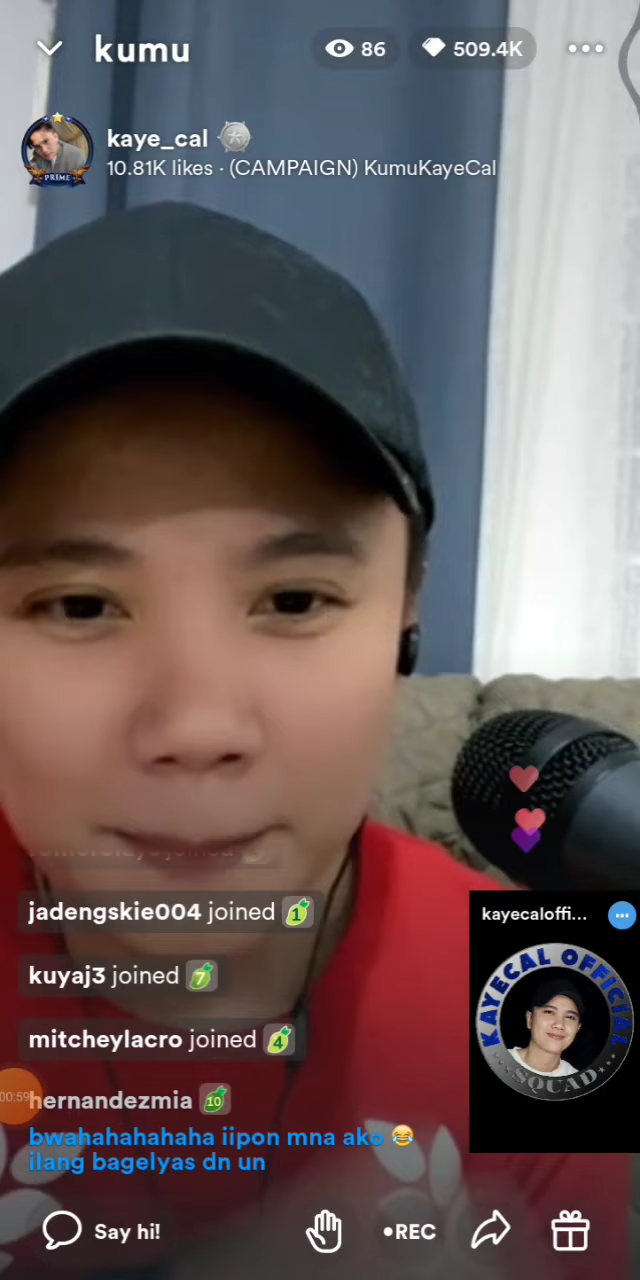 kumu
86
509.4K
kaye_cal
10.81K likes · (CAMPAIGN) KumuKayeCal
PRIME
jadengskie004 joined 1
kuyaj3 joined 7
mitcheylacro joined 4
hernandezmia 10
bwahahahahaha iipon mna ako 😂
ilang bagelyas dn un
00:59
kayecaloffi...
KAYECAL OFFICIAL
SQUAD
Say hi!
•REC